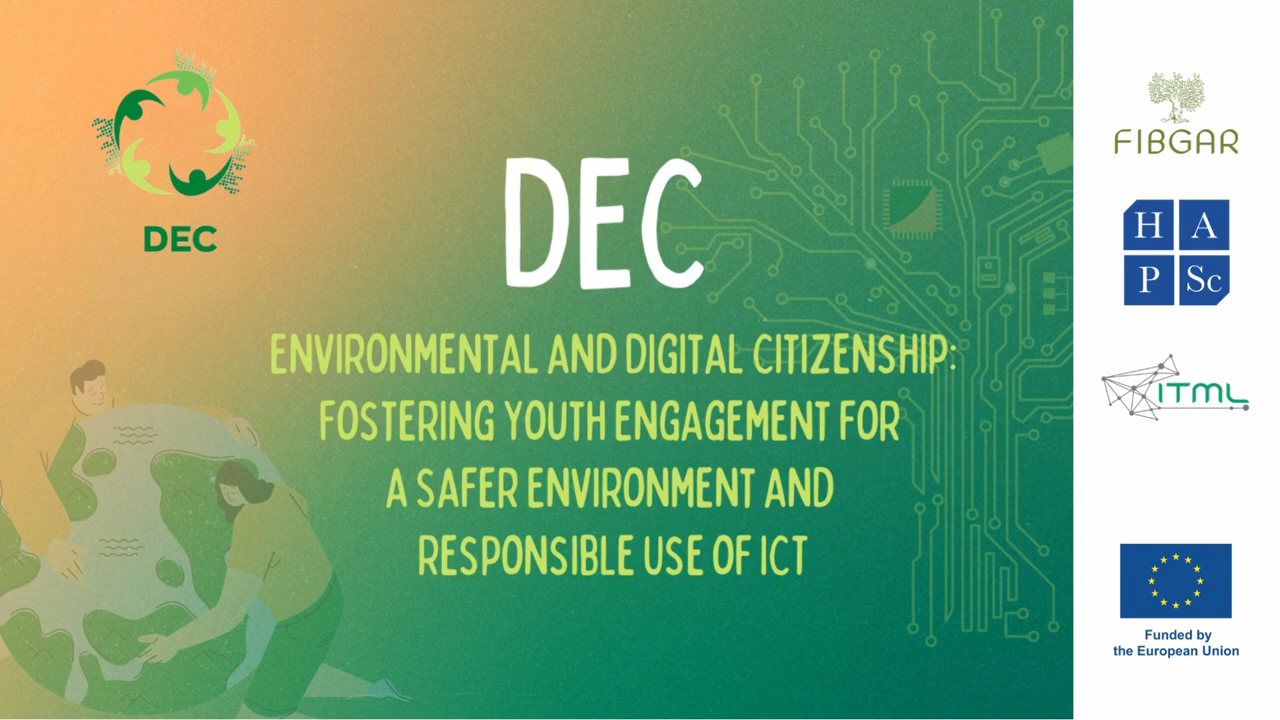 DEC
DEC
ENVIRONMENTAL AND DIGITAL CITIZENSHIP:
FOSTERING YOUTH ENGAGEMENT FOR
A SAFER ENVIRONMENT AND
RESPONSIBLE USE OF ICT
FIBGAR
H A
P Sc
ITML
Funded by
the European Union